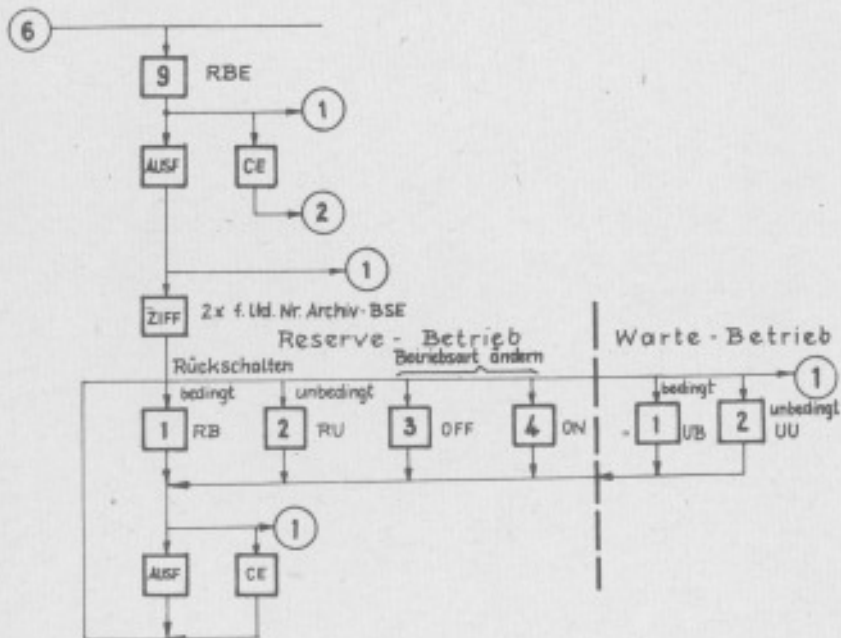 6
9 RBE
1
AUSF CE
2
1
ZIFF 2x f. lfd. Nr. Archiv-BSE
Reserve - Betrieb Warte - Betrieb
Rückschalten Betriebsart ändern
1
bedingt unbedingt bedingt unbedingt
1 RB 2 RU 3 OFF 4 ON 1 UB 2 UU
1
AUSF CE